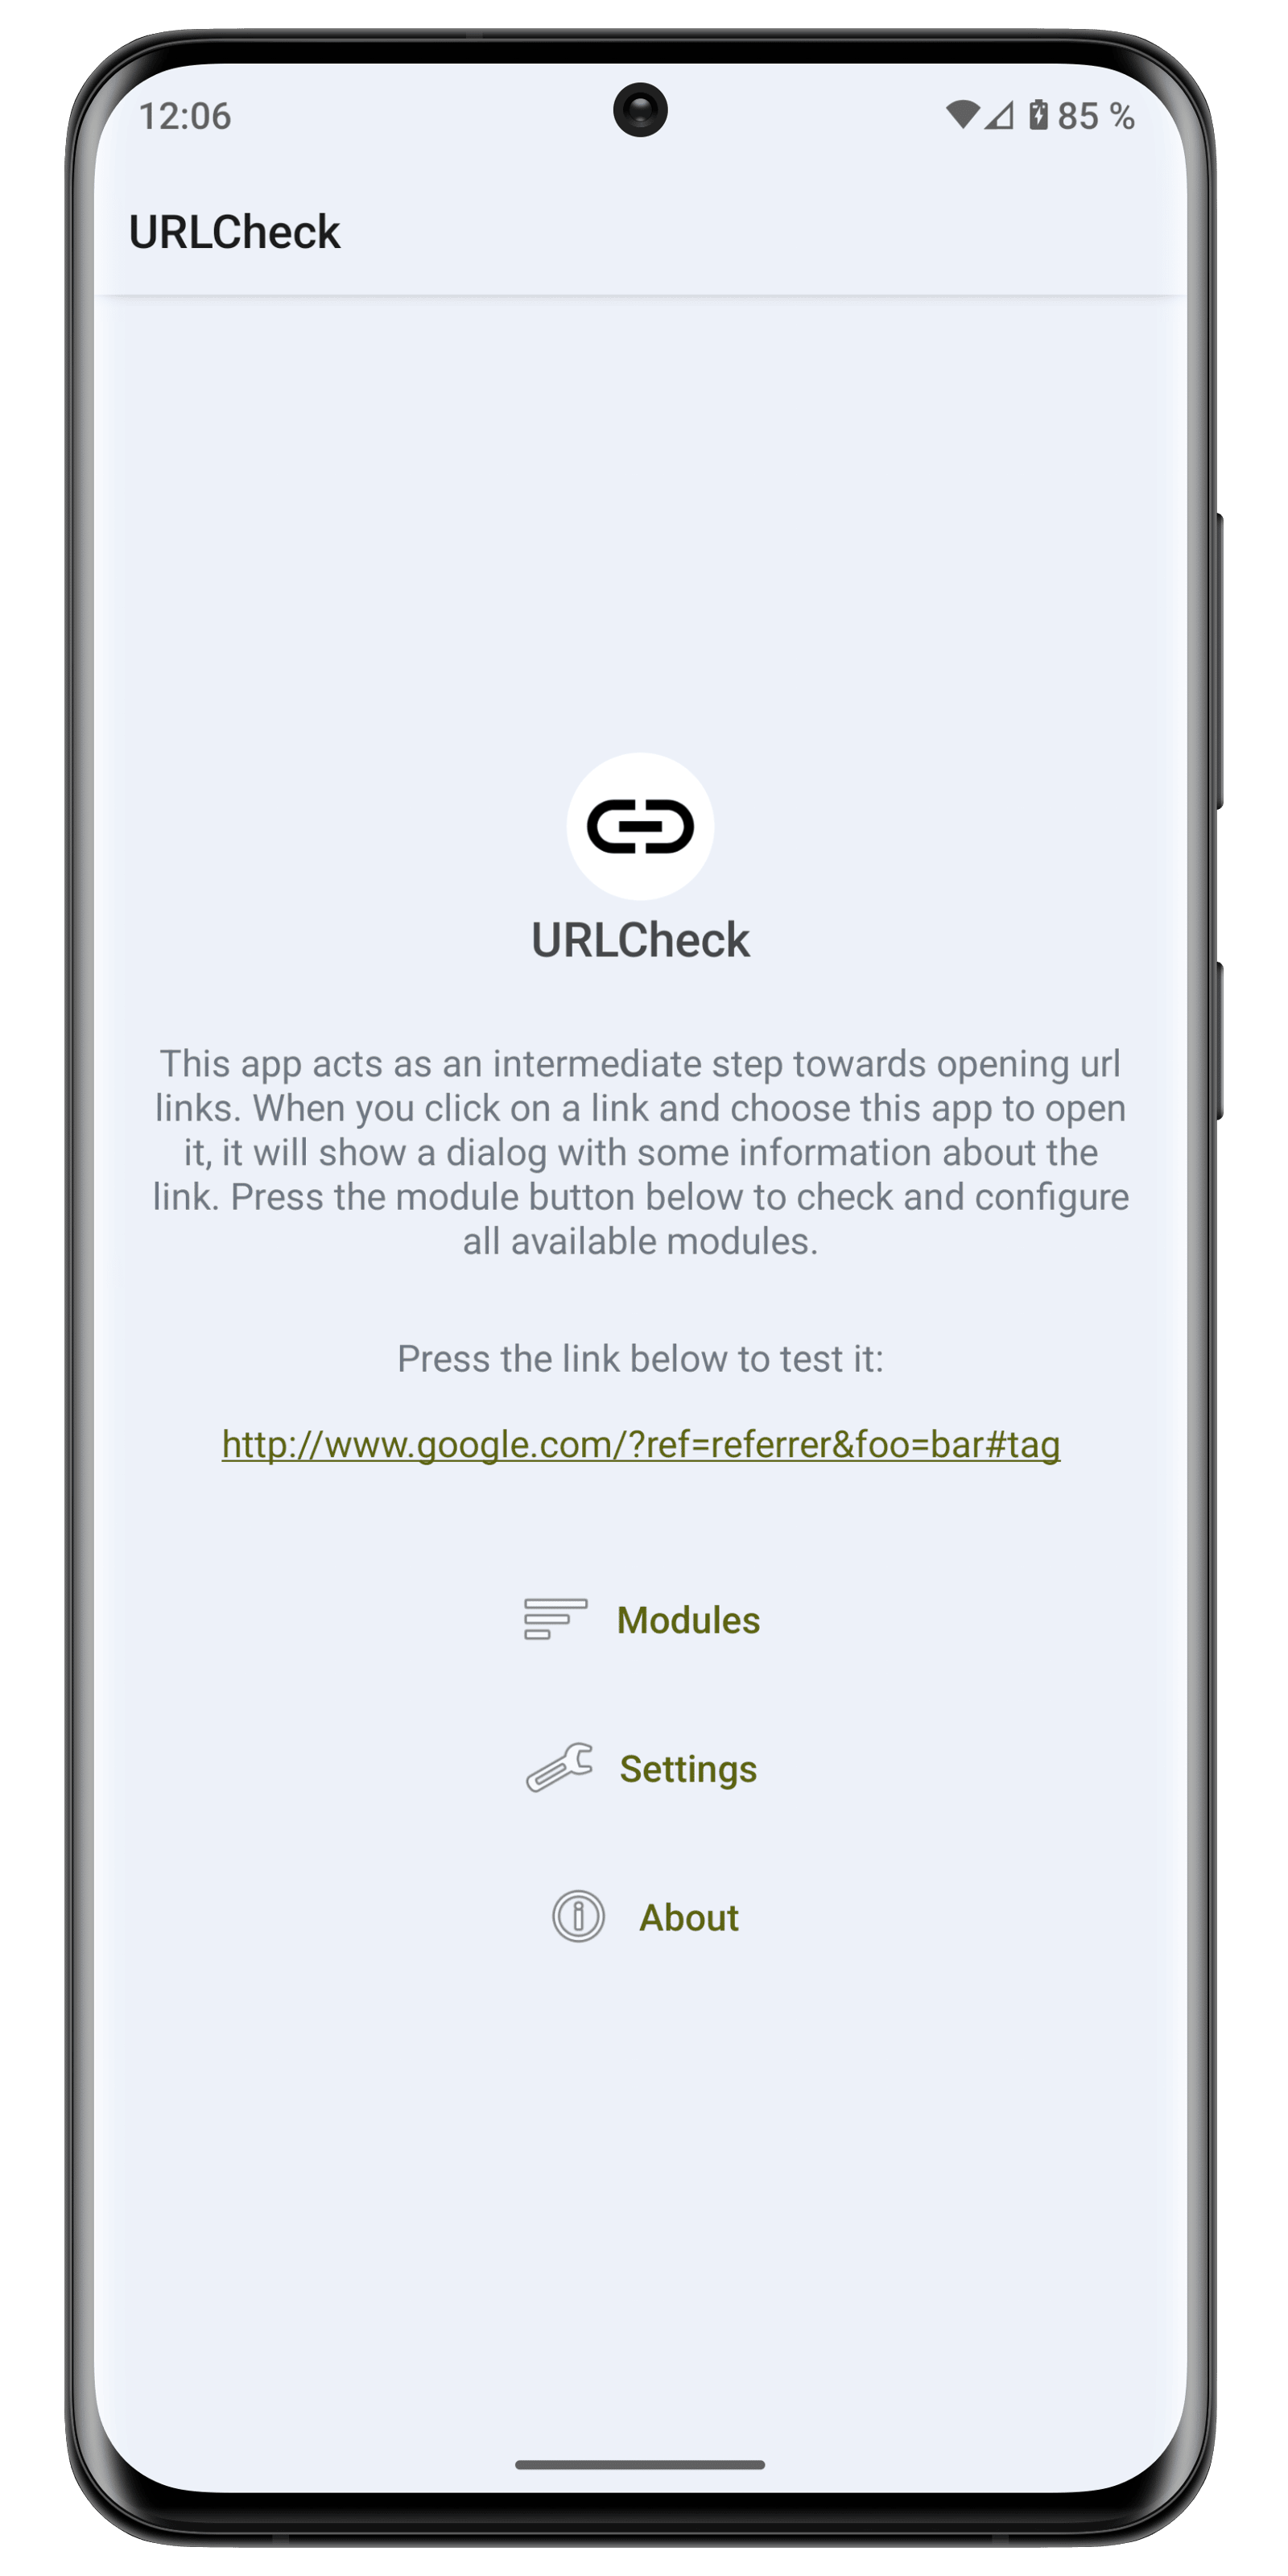 12:06
85 %
URLCheck
URLCheck
This app acts as an intermediate step towards opening url
links. When you click on a link and choose this app to open
it, it will show a dialog with some information about the
link. Press the module button below to check and configure
all available modules.
Press the link below to test it:
http://www.google.com/?ref=referrer&foo=bar#tag
Modules
Settings
About